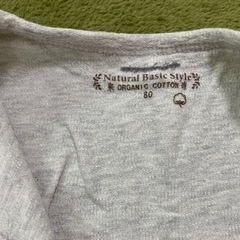 Natural Basic Style
ORGANIC COTTON
80